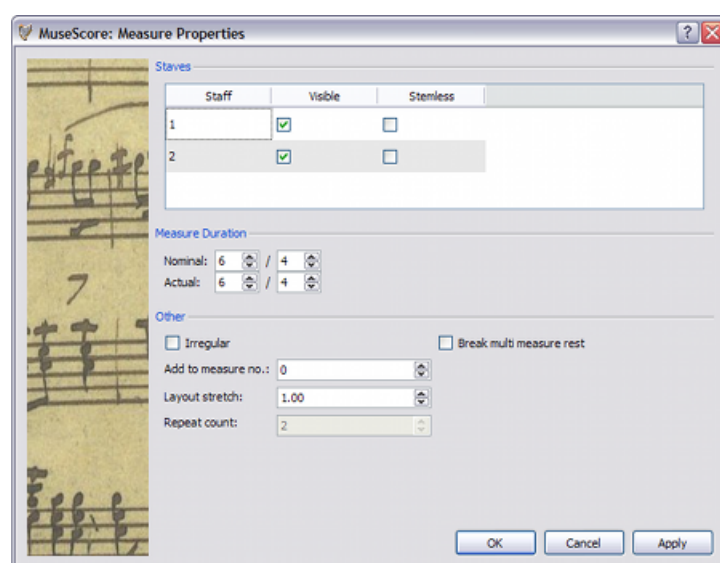 MuseScore: Measure Properties
Staves
Staff Visible Stemless
1
2
Measure Duration
Nominal: 6 / 4
Actual: 6 / 4
Other
Irregular Break multi measure rest
Add to measure no.: 0
Layout stretch: 1.00
Repeat count: 2
OK Cancel Apply
7